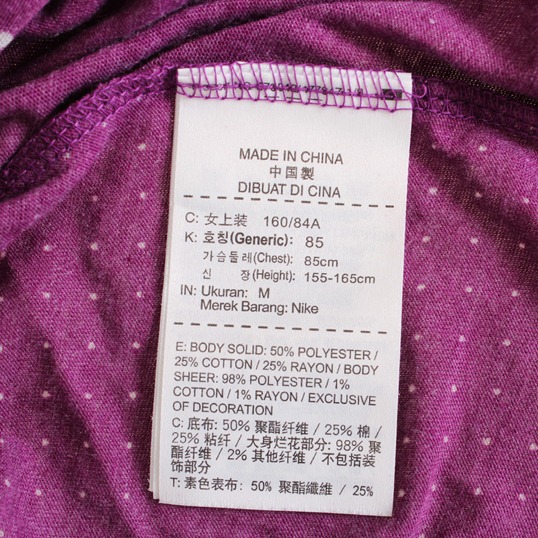 MADE IN CHINA
中国製
DIBUAT DI CINA
C: 女上装 160/84A
K: 호칭(Generic): 85
가슴둘레(Chest): 85cm
신 장(Height): 155-165cm
IN: Ukuran: M
Merek Barang: Nike
E: BODY SOLID: 50% POLYESTER /
25% COTTON / 25% RAYON / BODY
SHEER: 98% POLYESTER / 1%
COTTON / 1% RAYON / EXCLUSIVE
OF DECORATION
C: 底布: 50% 聚酯纤维 / 25% 棉 /
25% 粘纤 / 大身烂花部分: 98% 聚
酯纤维 / 2% 其他纤维 / 不包括装
饰部分
T: 素色表布: 50% 聚酯纖維 / 25%